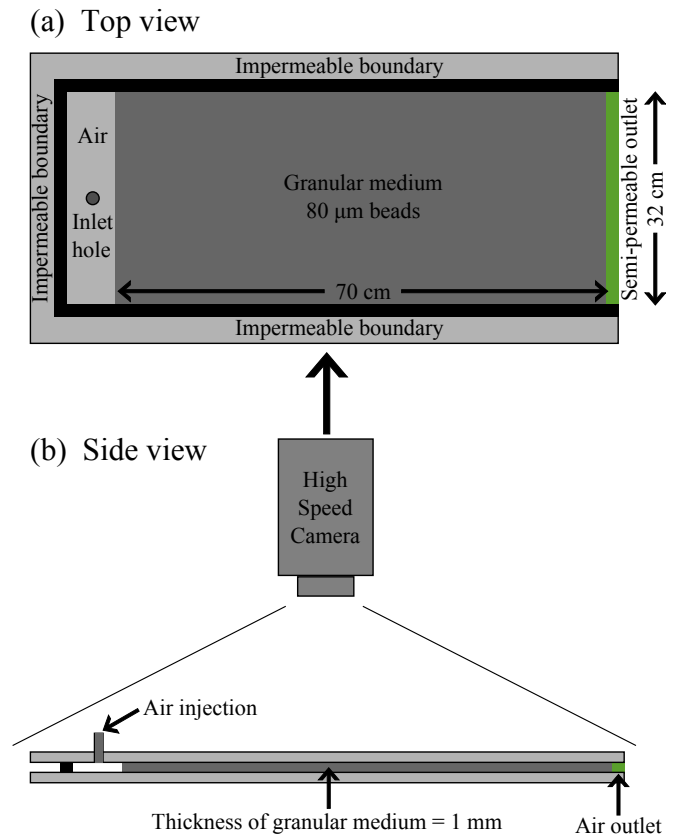 (a) Top view
Impermeable boundary
Impermeable boundary
Air
Inlet
hole
Granular medium
80 µm beads
70 cm
Semi-permeable outlet
32 cm
Impermeable boundary
(b) Side view
High
Speed
Camera
Air injection
Thickness of granular medium = 1 mm
Air outlet